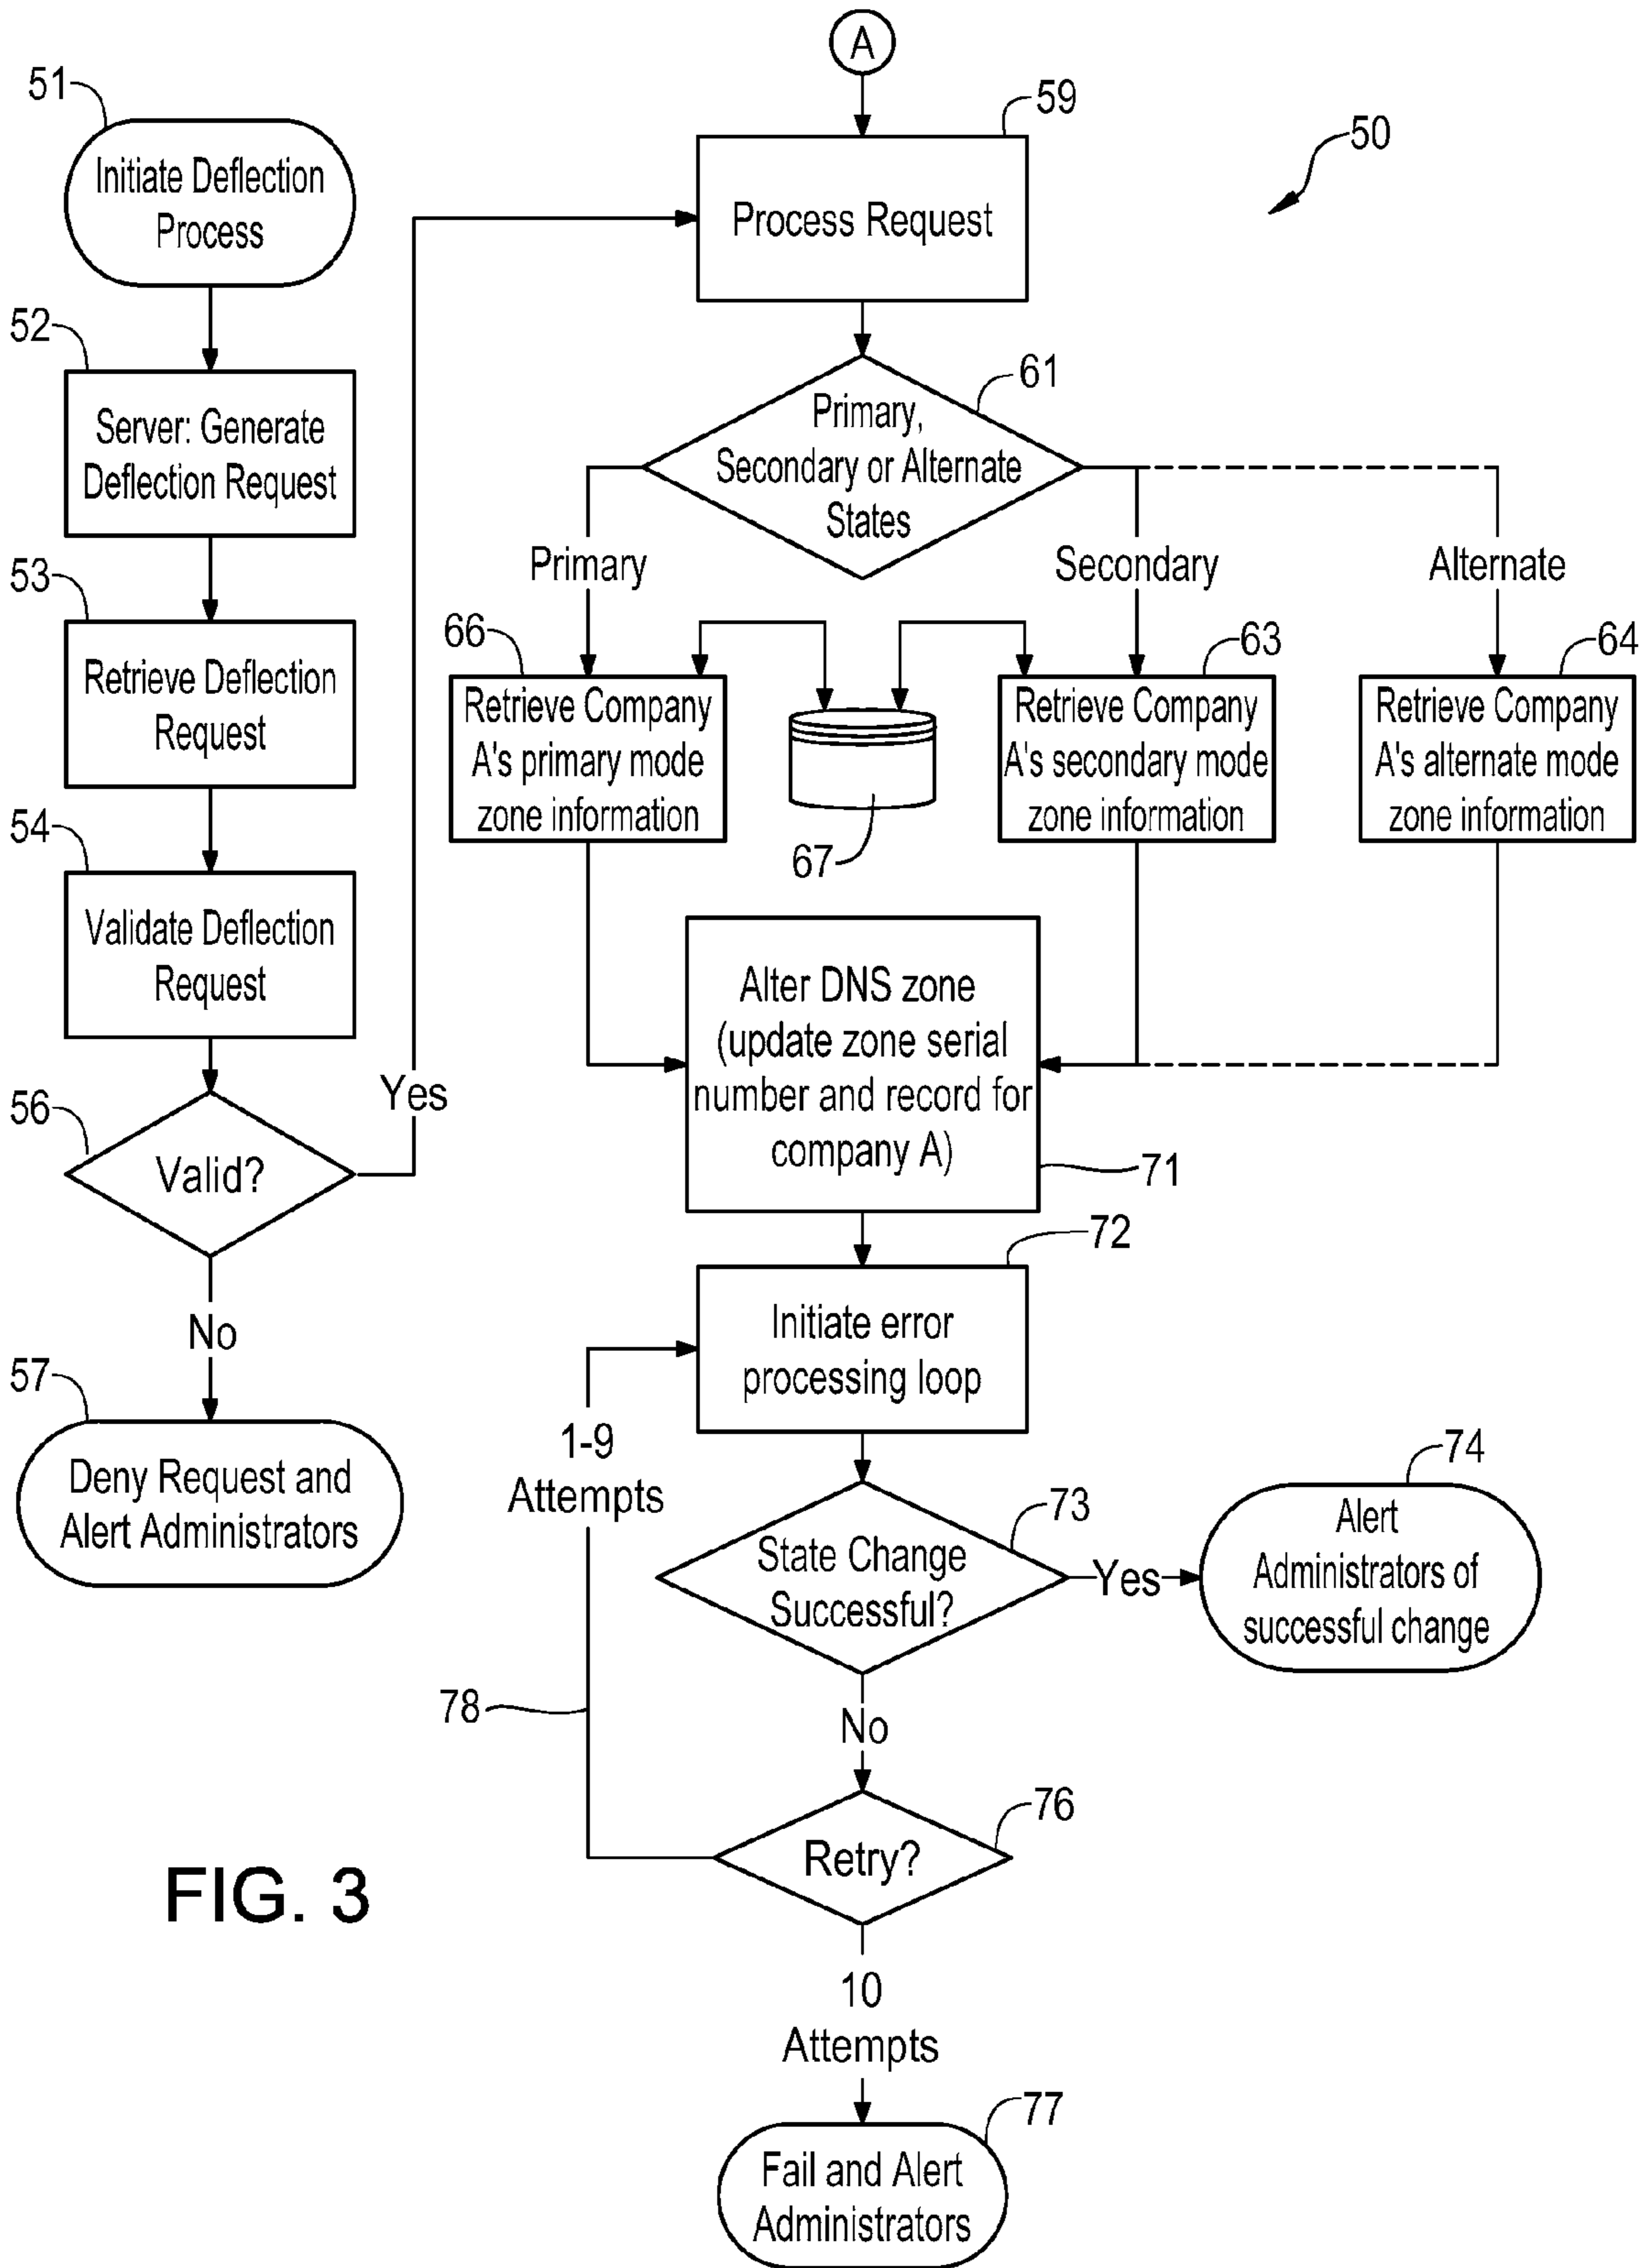 51
Initiate Deflection
Process
52
Server: Generate
Deflection Request
53
Retrieve Deflection
Request
54
Validate Deflection
Request
56
Valid?
Yes
No
57
Deny Request and
Alert Administrators
A
59
Process Request
50
61
Primary,
Secondary or Alternate
States
Primary
Secondary
Alternate
66
Retrieve Company
A's primary mode
zone information
67
63
Retrieve Company
A's secondary mode
zone information
64
Retrieve Company
A's alternate mode
zone information
Alter DNS zone
(update zone serial
number and record for
company A)
71
72
Initiate error
processing loop
1-9
Attempts
73
State Change
Successful?
Yes
74
Alert
Administrators of
successful change
78
No
76
Retry?
10
Attempts
77
Fail and Alert
Administrators
FIG. 3